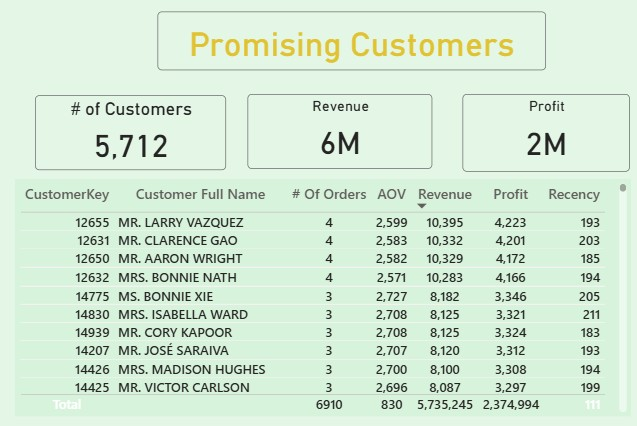 Promising Customers
# of Customers
5,712
Revenue
6M
Profit
2M
CustomerKey Customer Full Name # Of Orders AOV Revenue Profit Recency
12655 MR. LARRY VAZQUEZ 4 2,599 10,395 4,223 193
12631 MR. CLARENCE GAO 4 2,583 10,332 4,201 203
12650 MR. AARON WRIGHT 4 2,582 10,329 4,172 185
12632 MRS. BONNIE NATH 4 2,571 10,283 4,166 194
14775 MS. BONNIE XIE 3 2,727 8,182 3,346 205
14830 MRS. ISABELLA WARD 3 2,708 8,125 3,321 211
14939 MR. CORY KAPOOR 3 2,708 8,125 3,324 183
14207 MR. JOSÉ SARAIVA 3 2,707 8,120 3,312 193
14426 MRS. MADISON HUGHES 3 2,700 8,100 3,308 194
14425 MR. VICTOR CARLSON 3 2,696 8,087 3,297 199
Total 6910 830 5,735,245 2,374,994 111